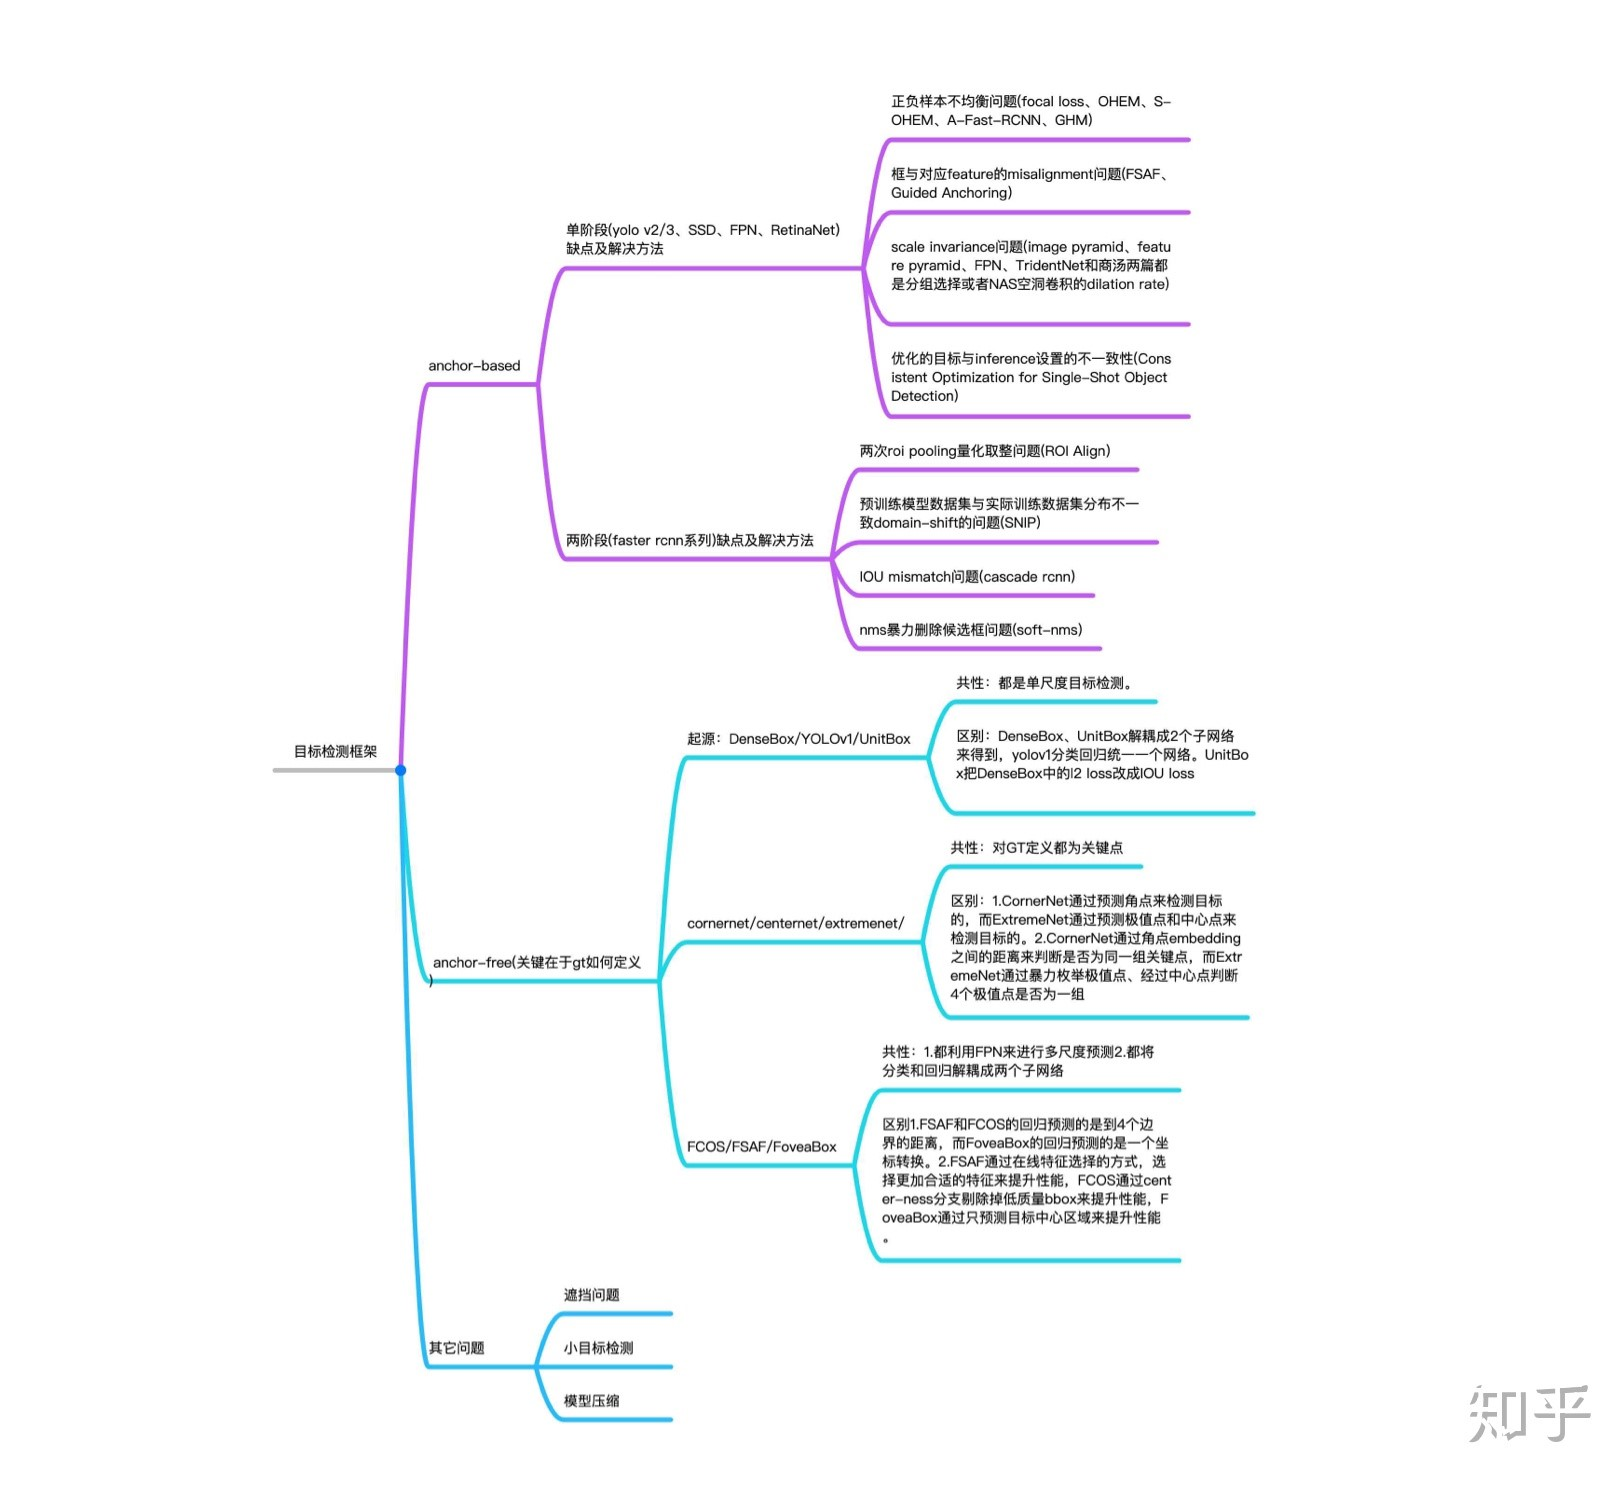 正负样本不均衡问题(focal loss、OHEM、S-
OHEM、A-Fast-RCNN、GHM)
框与对应feature的misalignment问题(FSAF、
Guided Anchoring)
单阶段(yolo v2/3、SSD、FPN、RetinaNet)
缺点及解决方法
scale invariance问题(image pyramid、featu
re pyramid、FPN、TridentNet和商汤两篇都
是分组选择或者NAS空洞卷积的dilation rate)
优化的目标与inference设置的不一致性(Cons
istent Optimization for Single-Shot Object
Detection)
anchor-based
两次roi pooling量化取整问题(ROI Align)
预训练模型数据集与实际训练数据集分布不一
致domain-shift的问题(SNIP)
两阶段(faster rcnn系列)缺点及解决方法
IOU mismatch问题(cascade rcnn)
nms暴力删除候选框问题(soft-nms)
目标检测框架
共性：都是单尺度目标检测。
起源：DenseBox/YOLOv1/UnitBox
区别：DenseBox、UnitBox解耦成2个子网络
来得到，yolov1分类回归统一一个网络。UnitBo
x把DenseBox中的l2 loss改成IOU loss
共性：对GT定义都为关键点
cornernet/centernet/extremenet/
区别：1.CornerNet通过预测角点来检测目标
的，而ExtremeNet通过预测极值点和中心点来
检测目标的。2.CornerNet通过角点embedding
之间的距离来判断是否为同一组关键点，而Extr
emeNet通过暴力枚举极值点、经过中心点判断
4个极值点是否为一组
anchor-free(关键在于gt如何定义
)
共性：1.都利用FPN来进行多尺度预测2.都将
分类和回归解耦成两个子网络
FCOS/FSAF/FoveaBox
区别1.FSAF和FCOS的回归预测的是到4个边
界的距离，而FoveaBox的回归预测的是一个坐
标转换。2.FSAF通过在线特征选择的方式，选
择更加合适的特征来提升性能，FCOS通过cent
er-ness分支剔除掉低质量bbox来提升性能，F
oveaBox通过只预测目标中心区域来提升性能
。
遮挡问题
其它问题
小目标检测
模型压缩
知乎